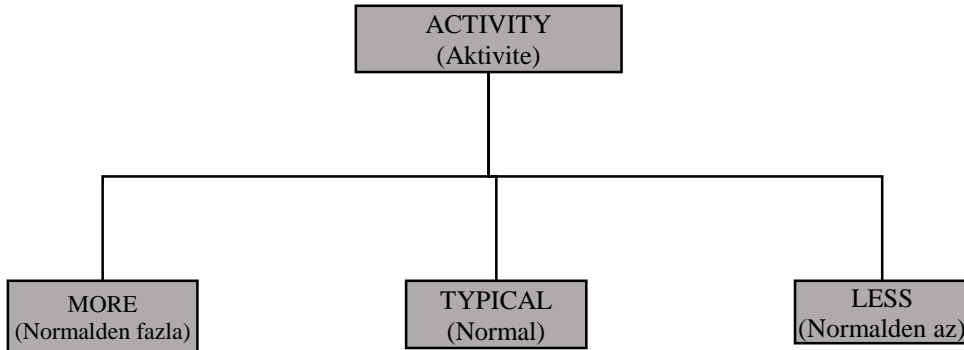 ACTIVITY
(Aktivite)
MORE
(Normalden fazla)
TYPICAL
(Normal)
LESS
(Normalden az)